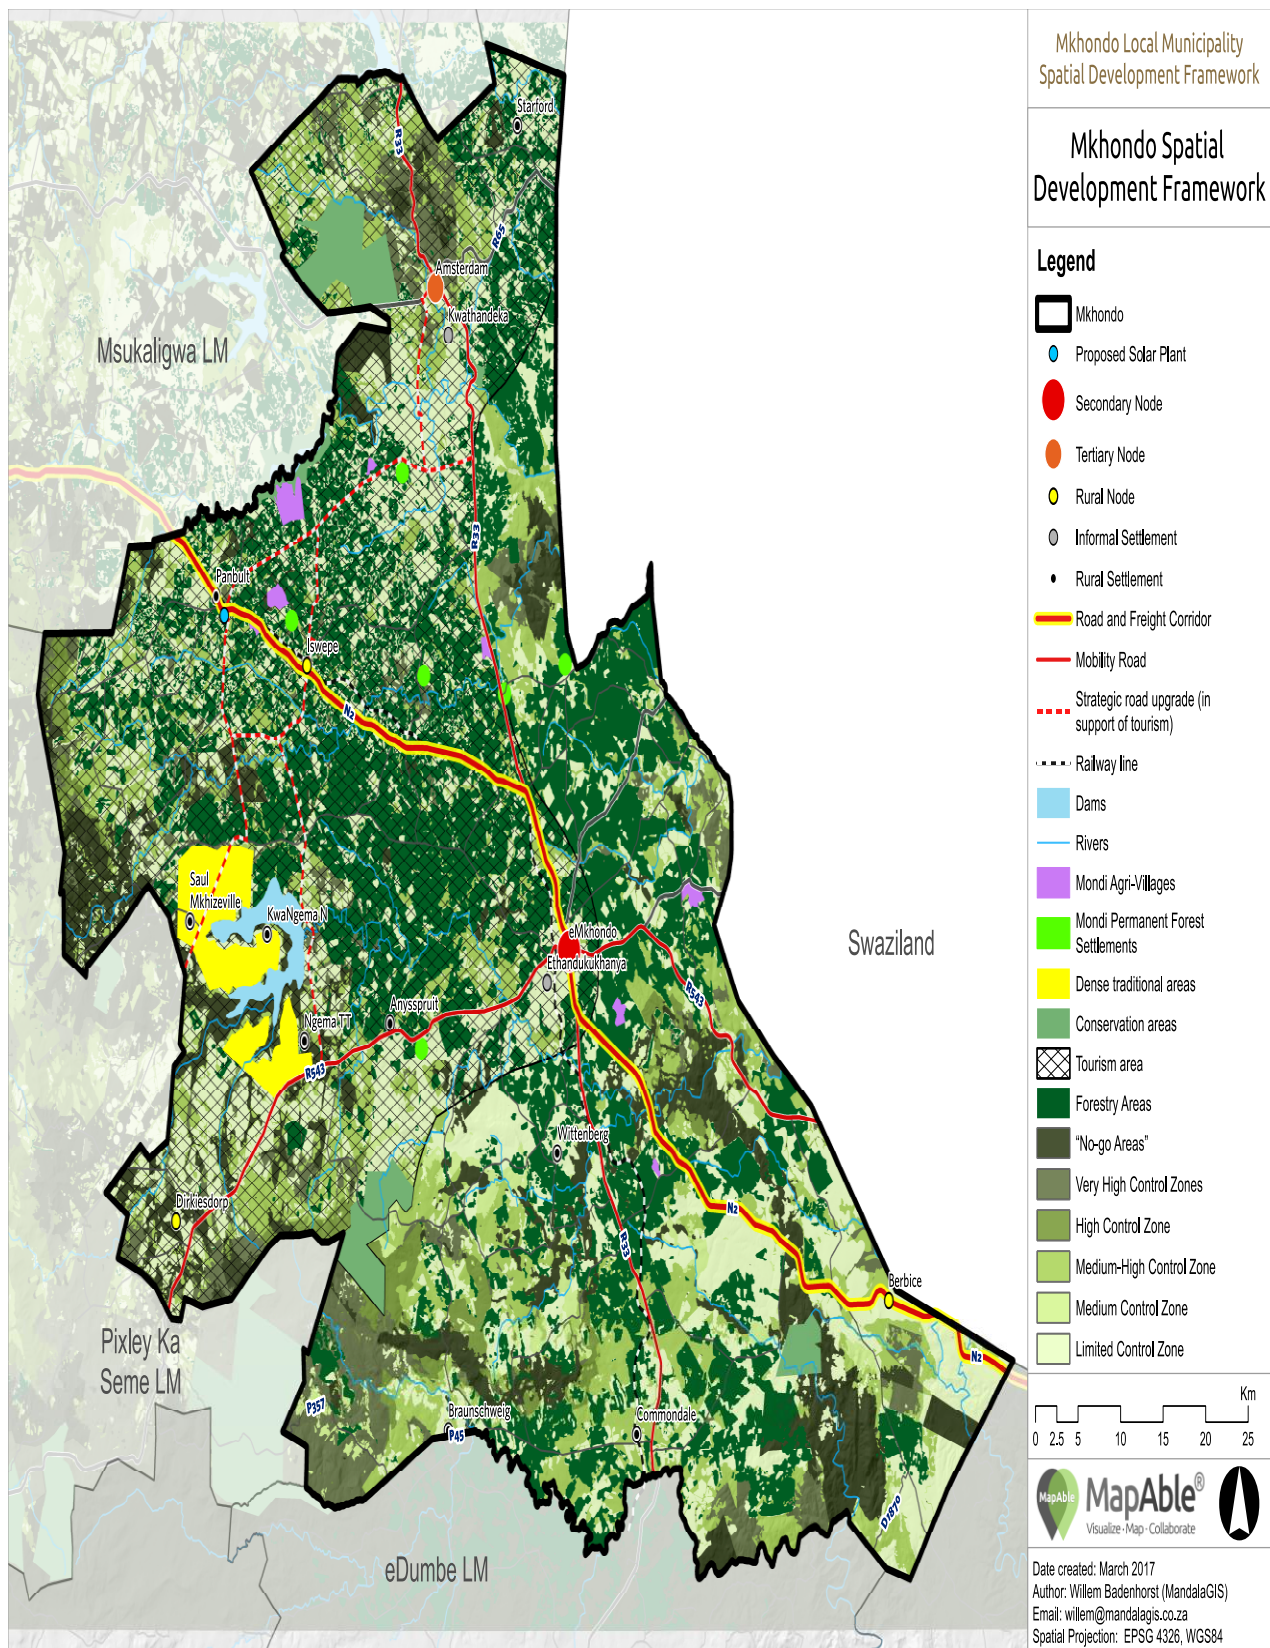 Mkhondo Local Municipality
Spatial Development Framework
Mkhondo Spatial
Development Framework
Legend
Mkhondo
Proposed Solar Plant
Secondary Node
Tertiary Node
Rural Node
Informal Settlement
Rural Settlement
Road and Freight Corridor
Mobility Road
Strategic road upgrade (in
support of tourism)
Railway line
Dams
Rivers
Mondi Agri-Villages
Mondi Permanent Forest
Settlements
Dense traditional areas
Conservation areas
Tourism area
Forestry Areas
"No-go Areas"
Very High Control Zones
High Control Zone
Medium-High Control Zone
Medium Control Zone
Limited Control Zone
Km
0 2.5 5 10 15 20 25
MapAble
MapAble®
Visualize · Map · Collaborate
Date created: March 2017
Author: Willem Badenhorst (MandalaGIS)
Email: willem@mandalagis.co.za
Spatial Projection: EPSG 4326, WGS84
Starford
R33
R65
Amsterdam
Kwathandeka
Msukaligwa LM
R33
Panbult
Iswepe
N2
Saul
Mkhizeville
KwaNgema N
eMkhondo
Ethandukukhanya
Swaziland
R543
Anysspruit
Ngema TT
R543
Wittenberg
Dirkiesdorp
N2
R33
Berbice
N2
Pixley Ka
Seme LM
P357
Braunschweig
P45
Commondale
D1870
eDumbe LM